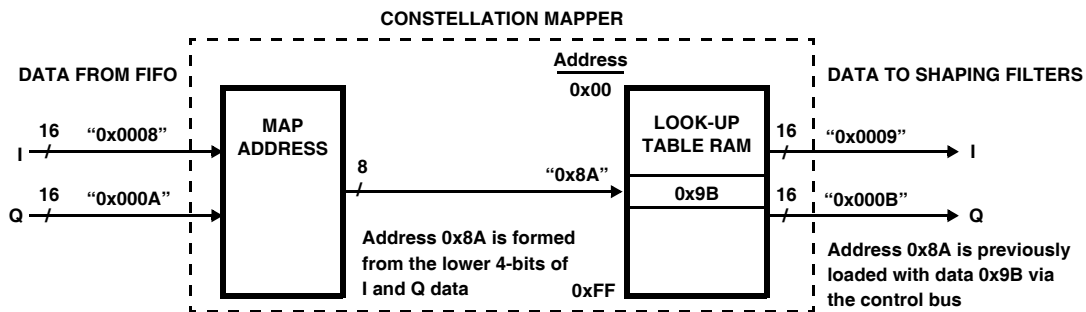 CONSTELLATION MAPPER
DATA FROM FIFO
Address
0x00
DATA TO SHAPING FILTERS
MAP
ADDRESS
LOOK-UP
TABLE RAM
I
16
“0x0008”
16
“0x0009”
I
8
“0x8A”
0x9B
Q
16
“0x000A”
16
“0x000B”
Q
Address 0x8A is formed
from the lower 4-bits of
I and Q data
0xFF
Address 0x8A is previously
loaded with data 0x9B via
the control bus